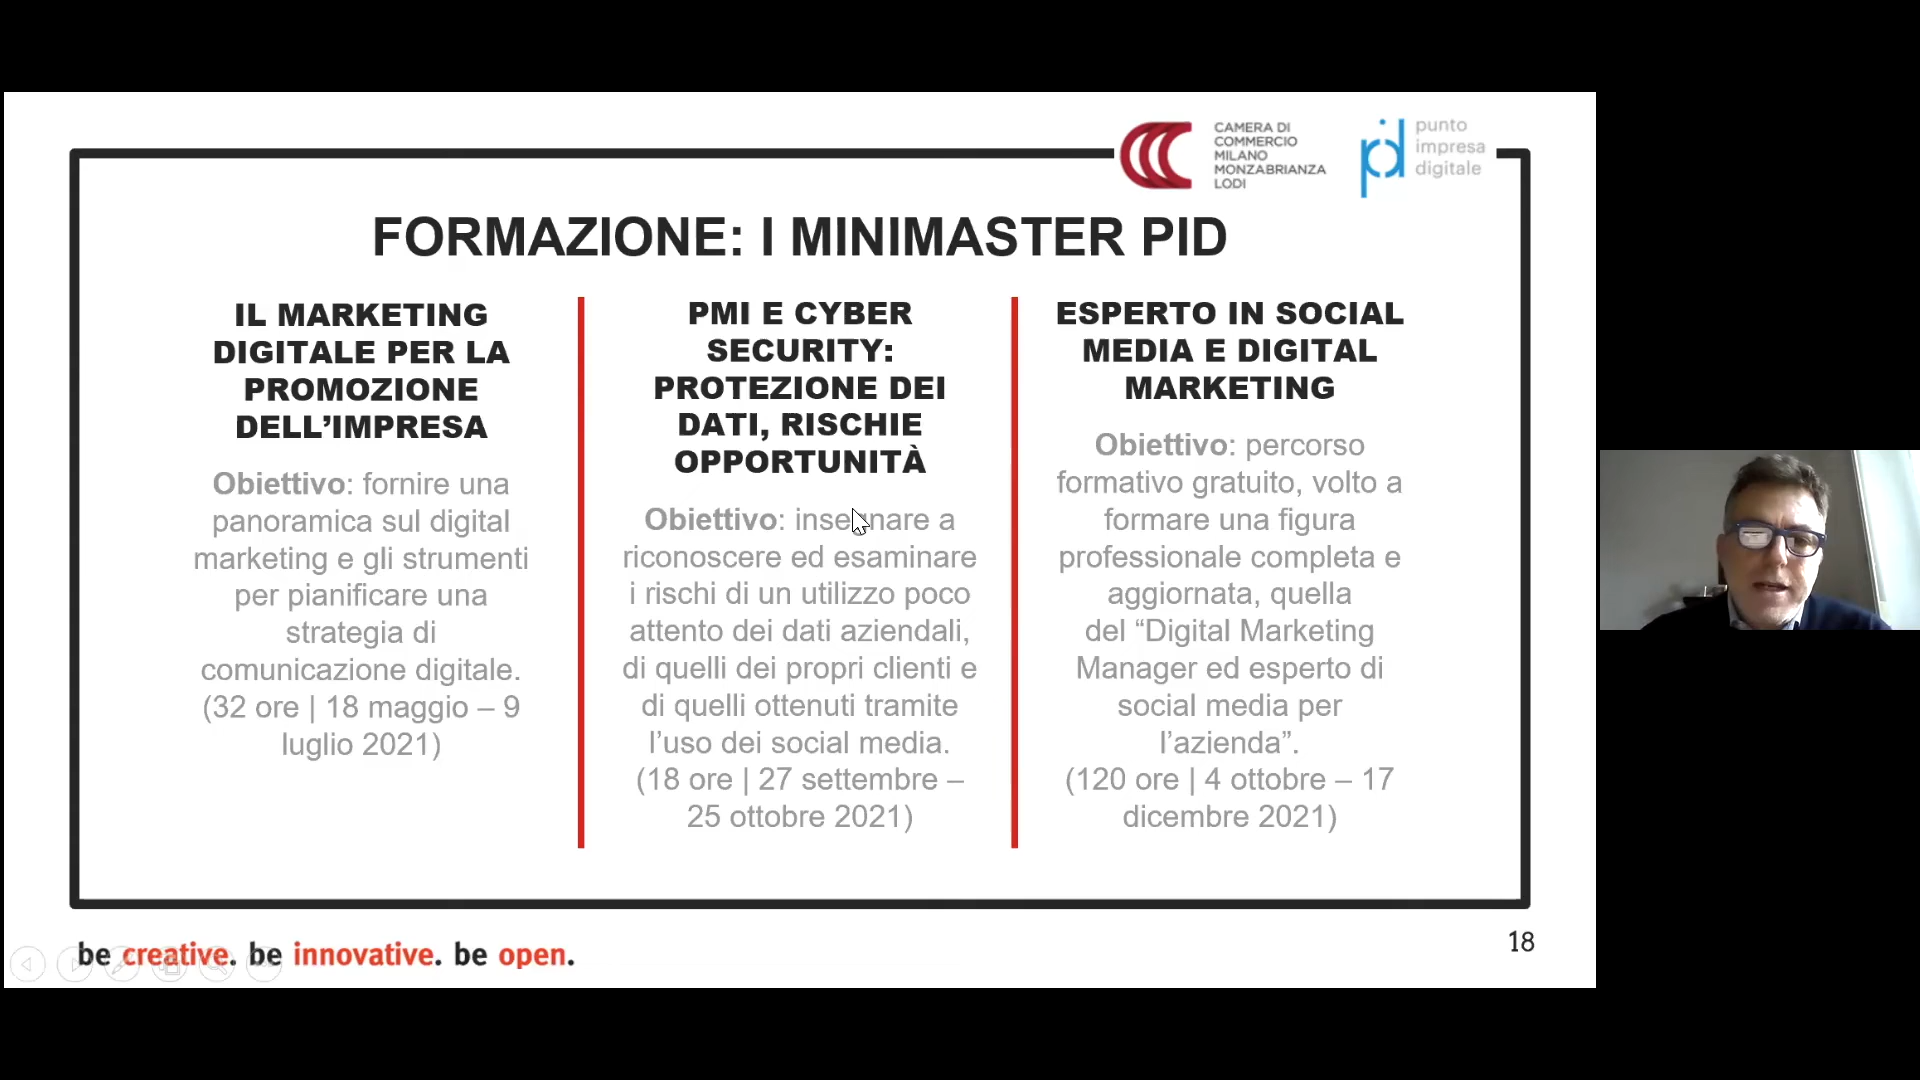 CAMERA DI
COMMERCIO
MILANO
MONZABRIANZA
LODI
punto
impresa
digitale
FORMAZIONE: I MINIMASTER PID
IL MARKETING
DIGITALE PER LA
PROMOZIONE
DELL’IMPRESA
Obiettivo: fornire una
panoramica sul digital
marketing e gli strumenti
per pianificare una
strategia di
comunicazione digitale.
(32 ore | 18 maggio – 9
luglio 2021)
PMI E CYBER
SECURITY:
PROTEZIONE DEI
DATI, RISCHIE
OPPORTUNITÀ
Obiettivo: insegnare a
riconoscere ed esaminare
i rischi di un utilizzo poco
attento dei dati aziendali,
di quelli dei propri clienti e
di quelli ottenuti tramite
l’uso dei social media.
(18 ore | 27 settembre –
25 ottobre 2021)
ESPERTO IN SOCIAL
MEDIA E DIGITAL
MARKETING
Obiettivo: percorso
formativo gratuito, volto a
formare una figura
professionale completa e
aggiornata, quella
del “Digital Marketing
Manager ed esperto di
social media per
l’azienda”.
(120 ore | 4 ottobre – 17
dicembre 2021)
be creative. be innovative. be open.
18